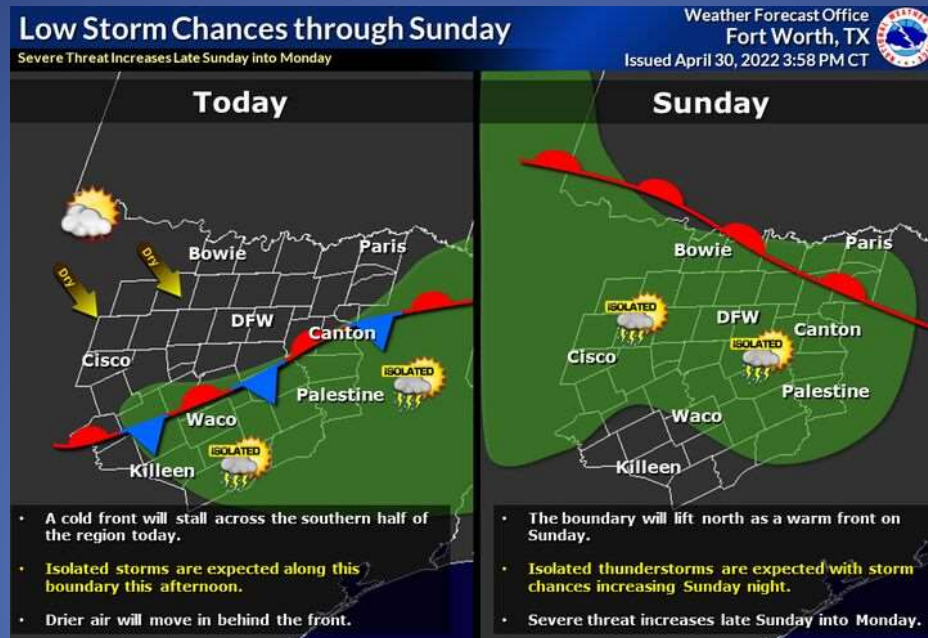 Low Storm Chances through Sunday
Severe Threat Increases Late Sunday into Monday
Weather Forecast Office
Fort Worth, TX
Issued April 30, 2022 3:58 PM CT
Today
Dry
Dry
Bowie
Paris
DFW
Canton
Cisco
ISOLATED
Palestine
Waco
ISOLATED
Killeen
• A cold front will stall across the southern half of
the region today.
• Isolated storms are expected along this
boundary this afternoon.
• Drier air will move in behind the front.
Sunday
Bowie
Paris
ISOLATED
DFW
Canton
ISOLATED
Cisco
Palestine
Waco
Killeen
• The boundary will lift north as a warm front on
Sunday.
• Isolated thunderstorms are expected with storm
chances increasing Sunday night.
• Severe threat increases late Sunday into Monday.